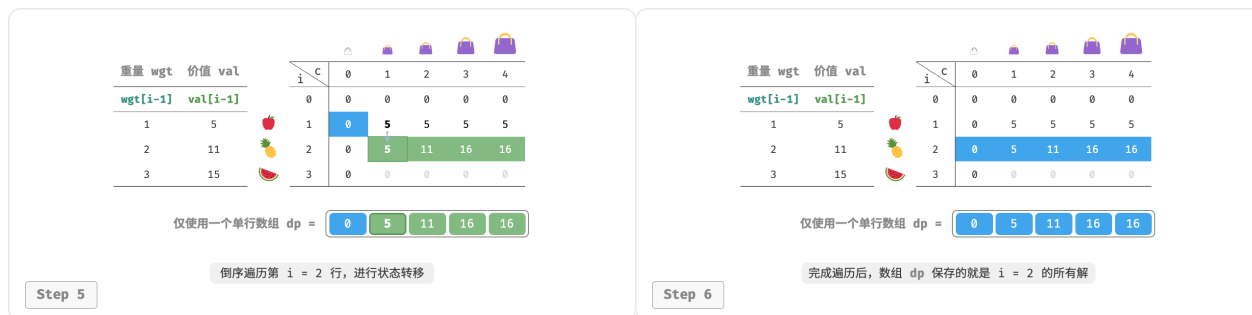 重量 wgt 价值 val
i c 0 1 2 3 4
wgt[i-1] val[i-1]
0 0 0 0 0 0
1 5 1 0 5 5 5 5
2 11 2 0 5 11 16 16
3 15 3 0 0 0 0 0
仅使用一个单行数组 dp = 0 5 11 16 16
倒序遍历第 i = 2 行，进行状态转移
Step 5
重量 wgt 价值 val
i c 0 1 2 3 4
wgt[i-1] val[i-1]
0 0 0 0 0 0
1 5 1 0 5 5 5 5
2 11 2 0 5 11 16 16
3 15 3 0 0 0 0 0
仅使用一个单行数组 dp = 0 5 11 16 16
完成遍历后，数组 dp 保存的就是 i = 2 的所有解
Step 6